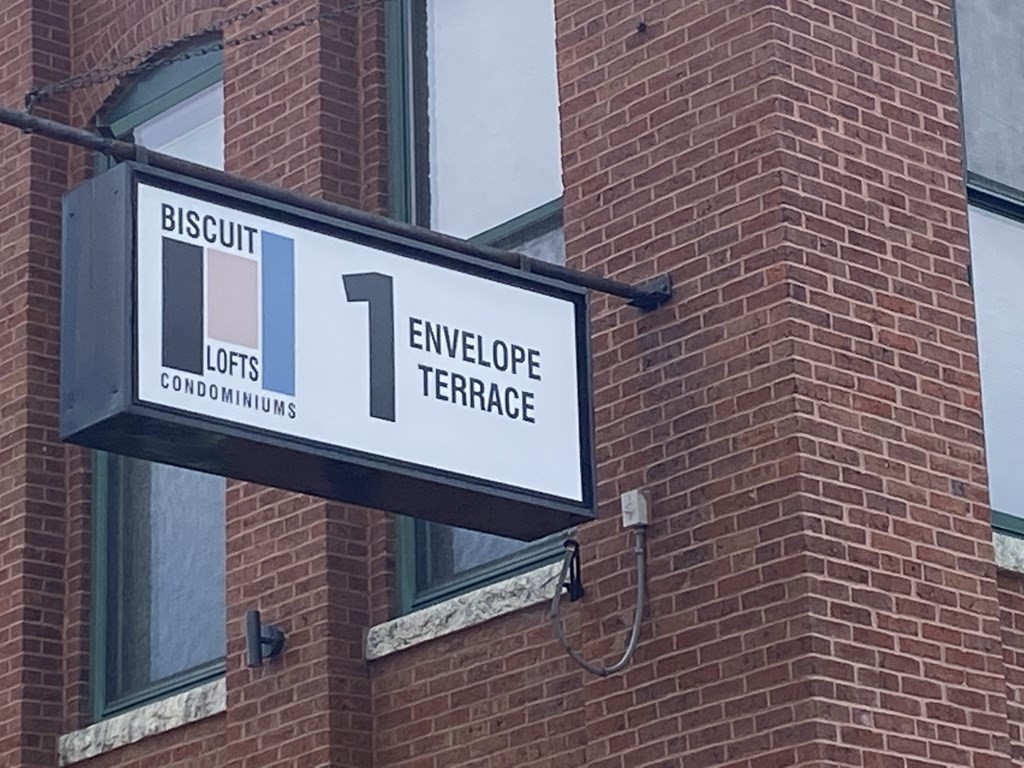 BISCUIT
LOFTS
CONDOMINIUMS
1
ENVELOPE
TERRACE